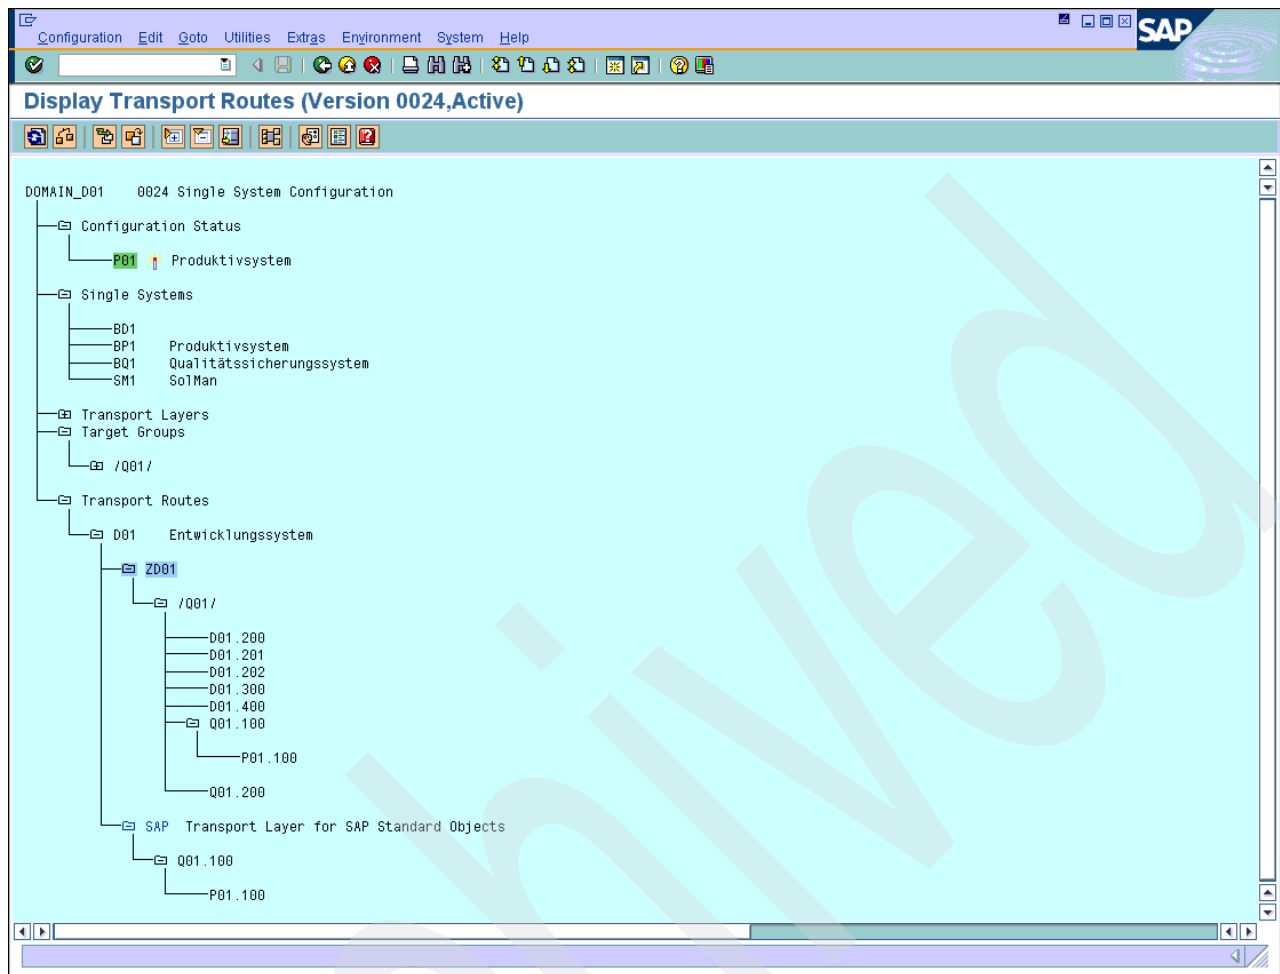 Configuration Edit Goto Utilities Extras Environment System Help
SAP
Display Transport Routes (Version 0024,Active)
DOMAIN_D01 0024 Single System Configuration
Configuration Status
P01 Produktivsystem
Single Systems
BD1
BP1 Produktivsystem
BQ1 Qualitätssicherungssystem
SM1 SolMan
Transport Layers
Target Groups
/Q01/
Transport Routes
D01 Entwicklungssystem
ZD01
/Q01/
D01.200
D01.201
D01.202
D01.300
D01.400
Q01.100
P01.100
Q01.200
SAP Transport Layer for SAP Standard Objects
Q01.100
P01.100